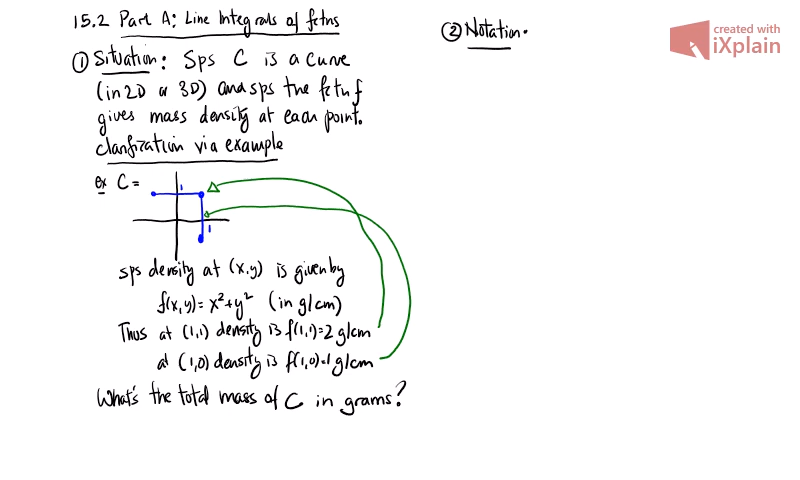 15.2 Part A: Line Integrals of fctns
① Situation: Sps C is a curve
(in 2D or 3D) and sps the fctn f
gives mass density at each point.
Clarification via example
ex C =
1
1
sps density at (x,y) is given by
f(x,y)=x²+y² (in g/cm)
Thus at (1,1) density is f(1,1)=2 g/cm
at (1,0) density is f(1,0)=1 g/cm
What's the total mass of C in grams?
② Notation.
created with
iXplain